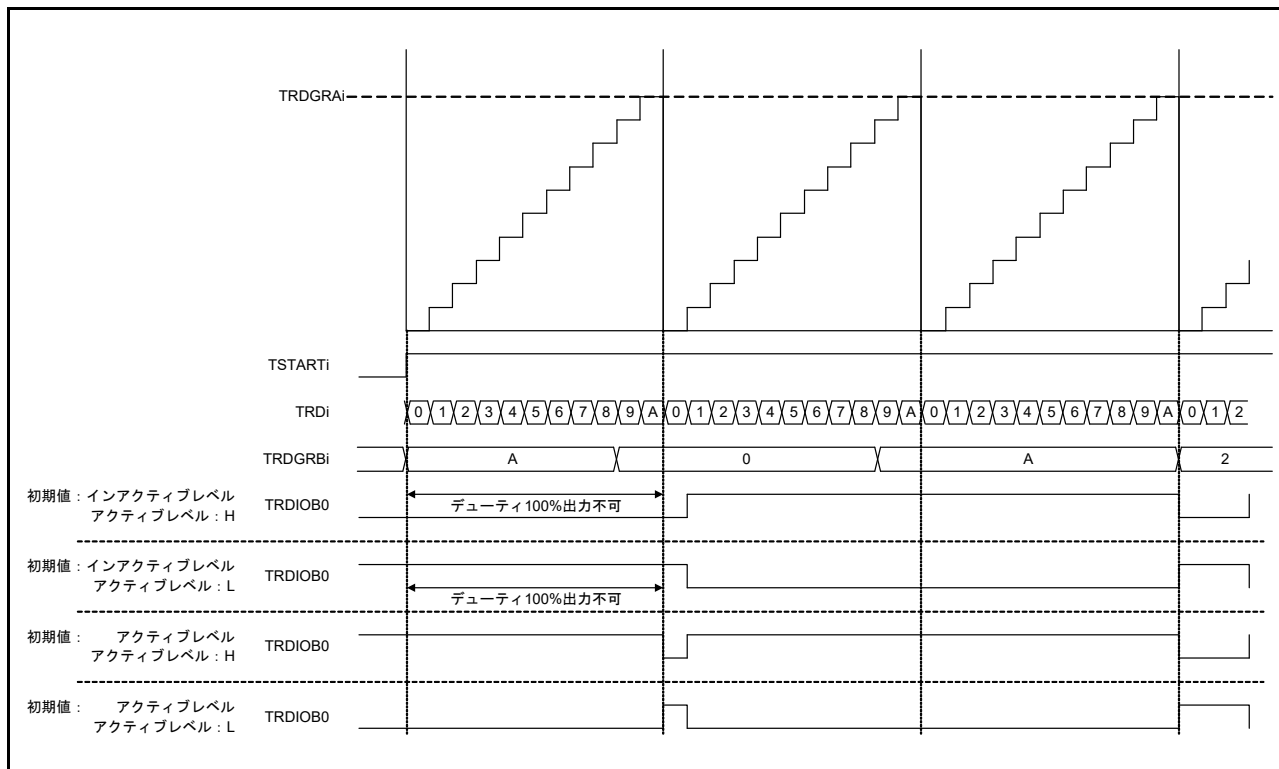 TRDGRAi
TSTARTi
TRDi 0 1 2 3 4 5 6 7 8 9 A 0 1 2 3 4 5 6 7 8 9 A 0 1 2 3 4 5 6 7 8 9 A 0 1 2
TRDGRBi A 0 A 2
初期値：インアクティブレベル
アクティブレベル：H
TRDIOB0
デューティ100%出力不可
初期値：インアクティブレベル
アクティブレベル：L
TRDIOB0
デューティ100%出力不可
初期値： アクティブレベル
アクティブレベル：H
TRDIOB0
初期値： アクティブレベル
アクティブレベル：L
TRDIOB0